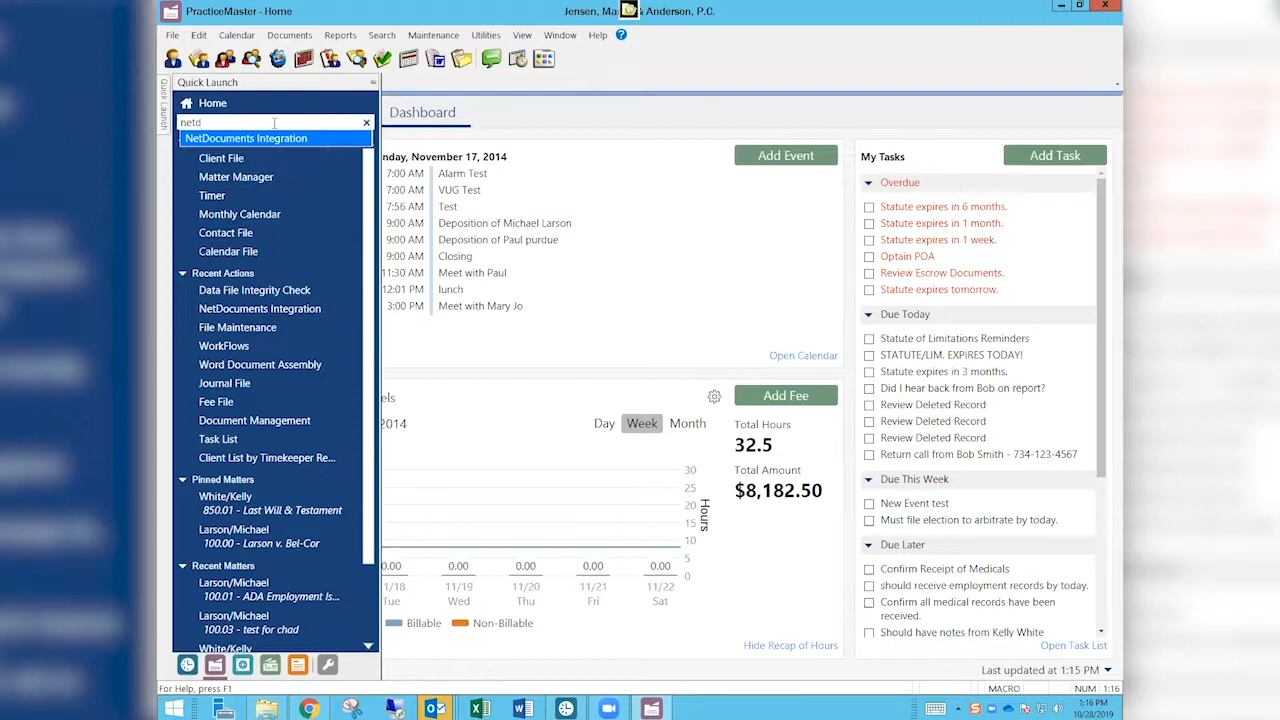 PracticeMaster - Home
Jensen, Ma & Anderson, P.C.
File Edit Calendar Documents Reports Search Maintenance Utilities View Window Help
Quick Launch
Quick Launch
Home
netd
NetDocuments Integration
Client File
Matter Manager
Timer
Monthly Calendar
Contact File
Calendar File
Recent Actions
Data File Integrity Check
NetDocuments Integration
File Maintenance
WorkFlows
Word Document Assembly
Journal File
Fee File
Document Management
Task List
Client List by Timekeeper Re...
Pinned Matters
White/Kelly
850.01 - Last Will & Testament
Larson/Michael
100.00 - Larson v. Bel-Cor
Recent Matters
Larson/Michael
100.01 - ADA Employment Is...
Larson/Michael
100.03 - test for chad
White/Kelly
Dashboard
nday, November 17, 2014
Add Event
7:00 AM Alarm Test
7:00 AM VUG Test
7:56 AM Test
9:00 AM Deposition of Michael Larson
9:00 AM Deposition of Paul purdue
9:00 AM Closing
11:30 AM Meet with Paul
12:01 PM lunch
3:00 PM Meet with Mary Jo
Open Calendar
els
Add Fee
2014
Day Week Month
Total Hours
32.5
Total Amount
$8,182.50
30
25
20
15
10
5
0
Hours
0.00 0.00 0.00 0.00 0.00
11/18 11/19 11/20 11/21 11/22
Tue Wed Thu Fri Sat
Billable Non-Billable
Hide Recap of Hours
My Tasks
Add Task
Overdue
Statute expires in 6 months.
Statute expires in 1 month.
Statute expires in 1 week.
Optain POA
Review Escrow Documents.
Statute expires tomorrow.
Due Today
Statute of Limitations Reminders
STATUTE/LIM. EXPIRES TODAY!
Statute expires in 3 months.
Did I hear back from Bob on report?
Review Deleted Record
Review Deleted Record
Review Deleted Record
Return call from Bob Smith - 734-123-4567
Due This Week
New Event test
Must file election to arbitrate by today.
Due Later
Confirm Receipt of Medicals
should receive employment records by today.
Confirm all medical records have been
received.
Should have notes from Kelly White
Open Task List
Last updated at 1:15 PM
For Help, press F1
MACRO NUM 1:16
1:16 PM
10/28/2019